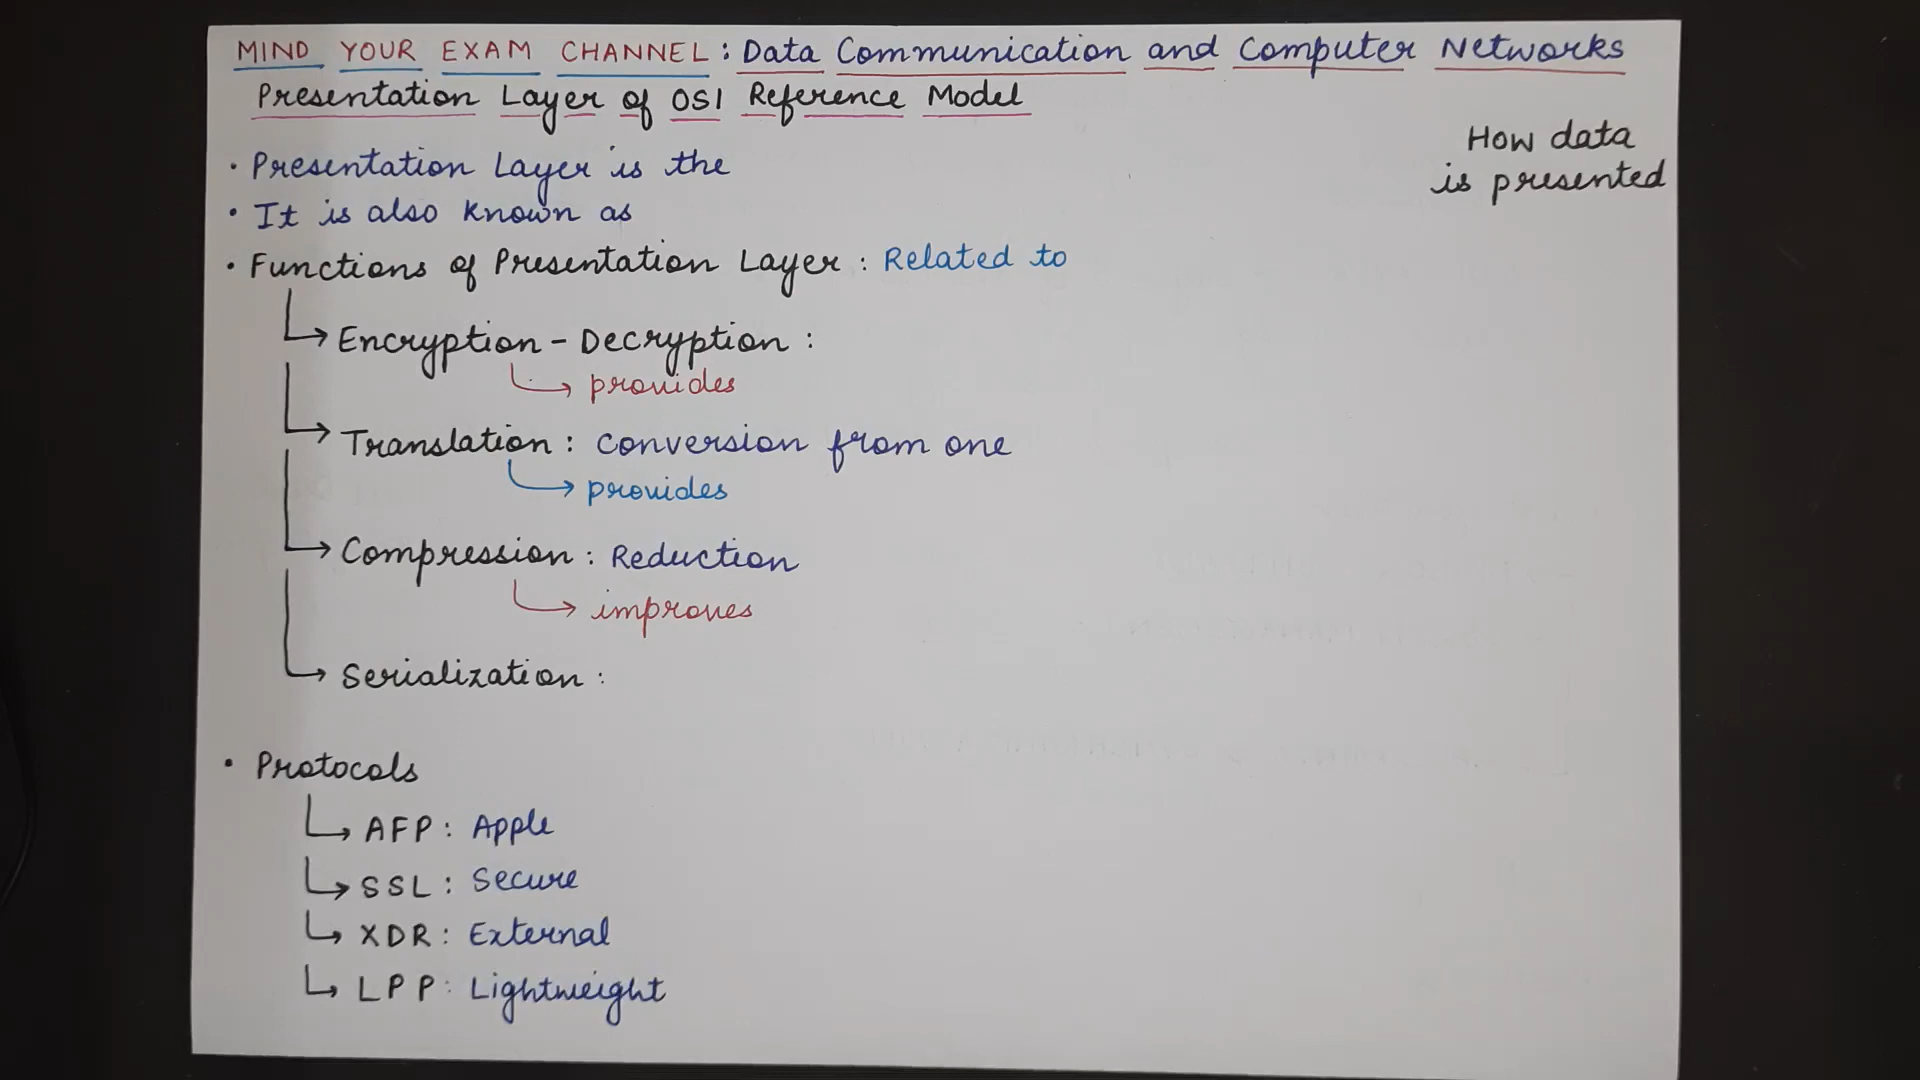 MIND YOUR EXAM CHANNEL: Data Communication and Computer Networks
Presentation Layer of OSI Reference Model
How data
is presented
• Presentation Layer is the
• It is also known as
• Functions of Presentation Layer: Related to
Encryption - Decryption:
provides
Translation: conversion from one
provides
Compression: Reduction
improves
Serialization:
• Protocols
AFP: Apple
SSL: Secure
XDR: External
LPP: Lightweight